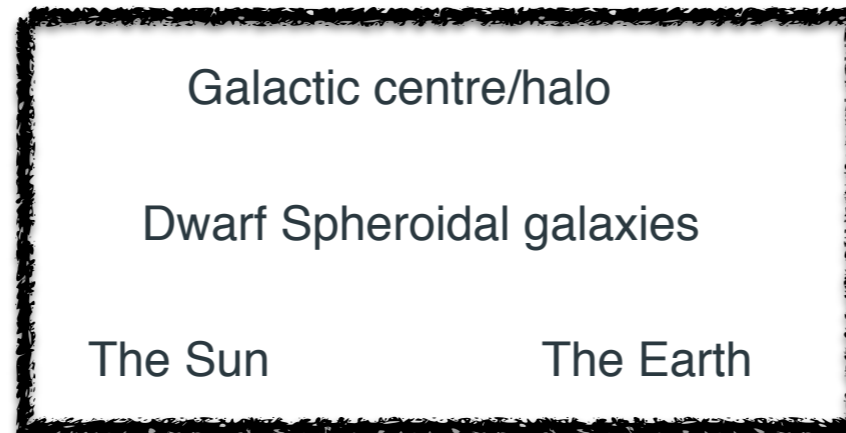 Galactic centre/halo
Dwarf Spheroidal galaxies
The Sun The Earth